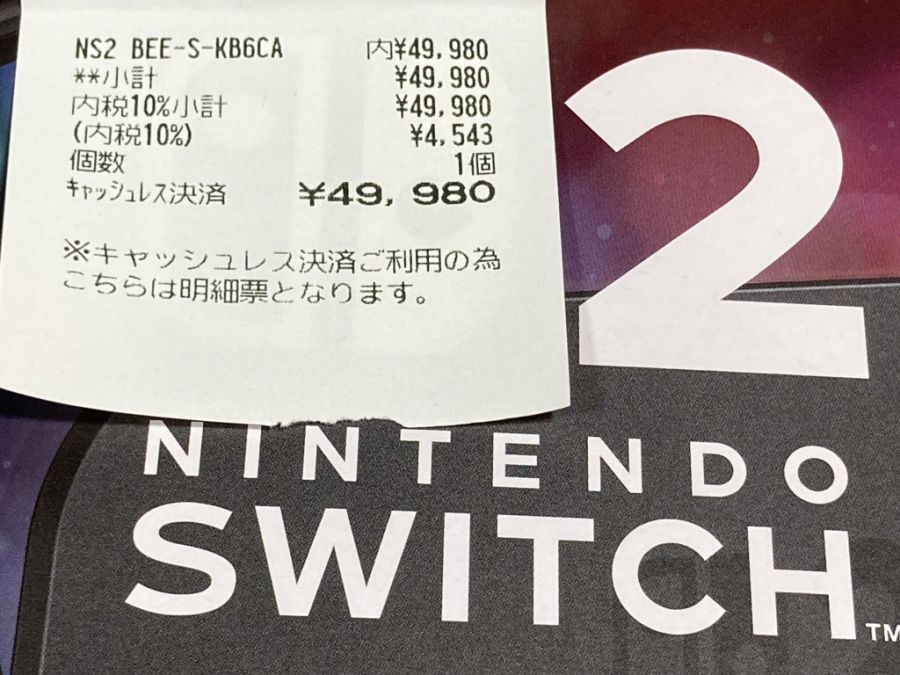 NS2 BEE-S-KB6CA 内¥49,980
**小計 ¥49,980
内税10%小計 ¥49,980
(内税10%) ¥4,543
個数 1個
ｷｬｯｼｭﾚｽ決済 ¥49,980
※キャッシュレス決済ご利用の為
こちらは明細票となります。
2
NINTENDO
SWITCH™